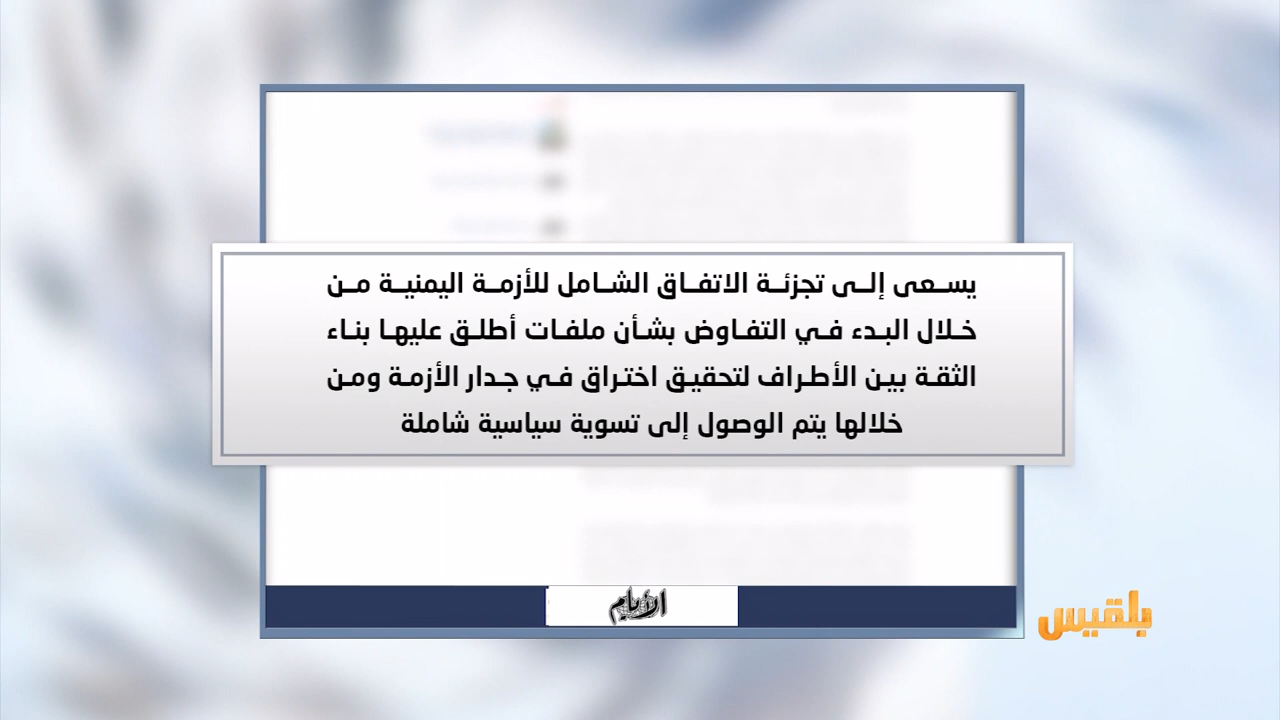 يسعى إلى تجزئة الاتفاق الشامل للأزمة اليمنية من
خلال البدء في التفاوض بشأن ملفات أطلق عليها بناء
الثقة بين الأطراف لتحقيق اختراق في جدار الأزمة ومن
خلالها يتم الوصول إلى تسوية سياسية شاملة
الأيام
بلقيس